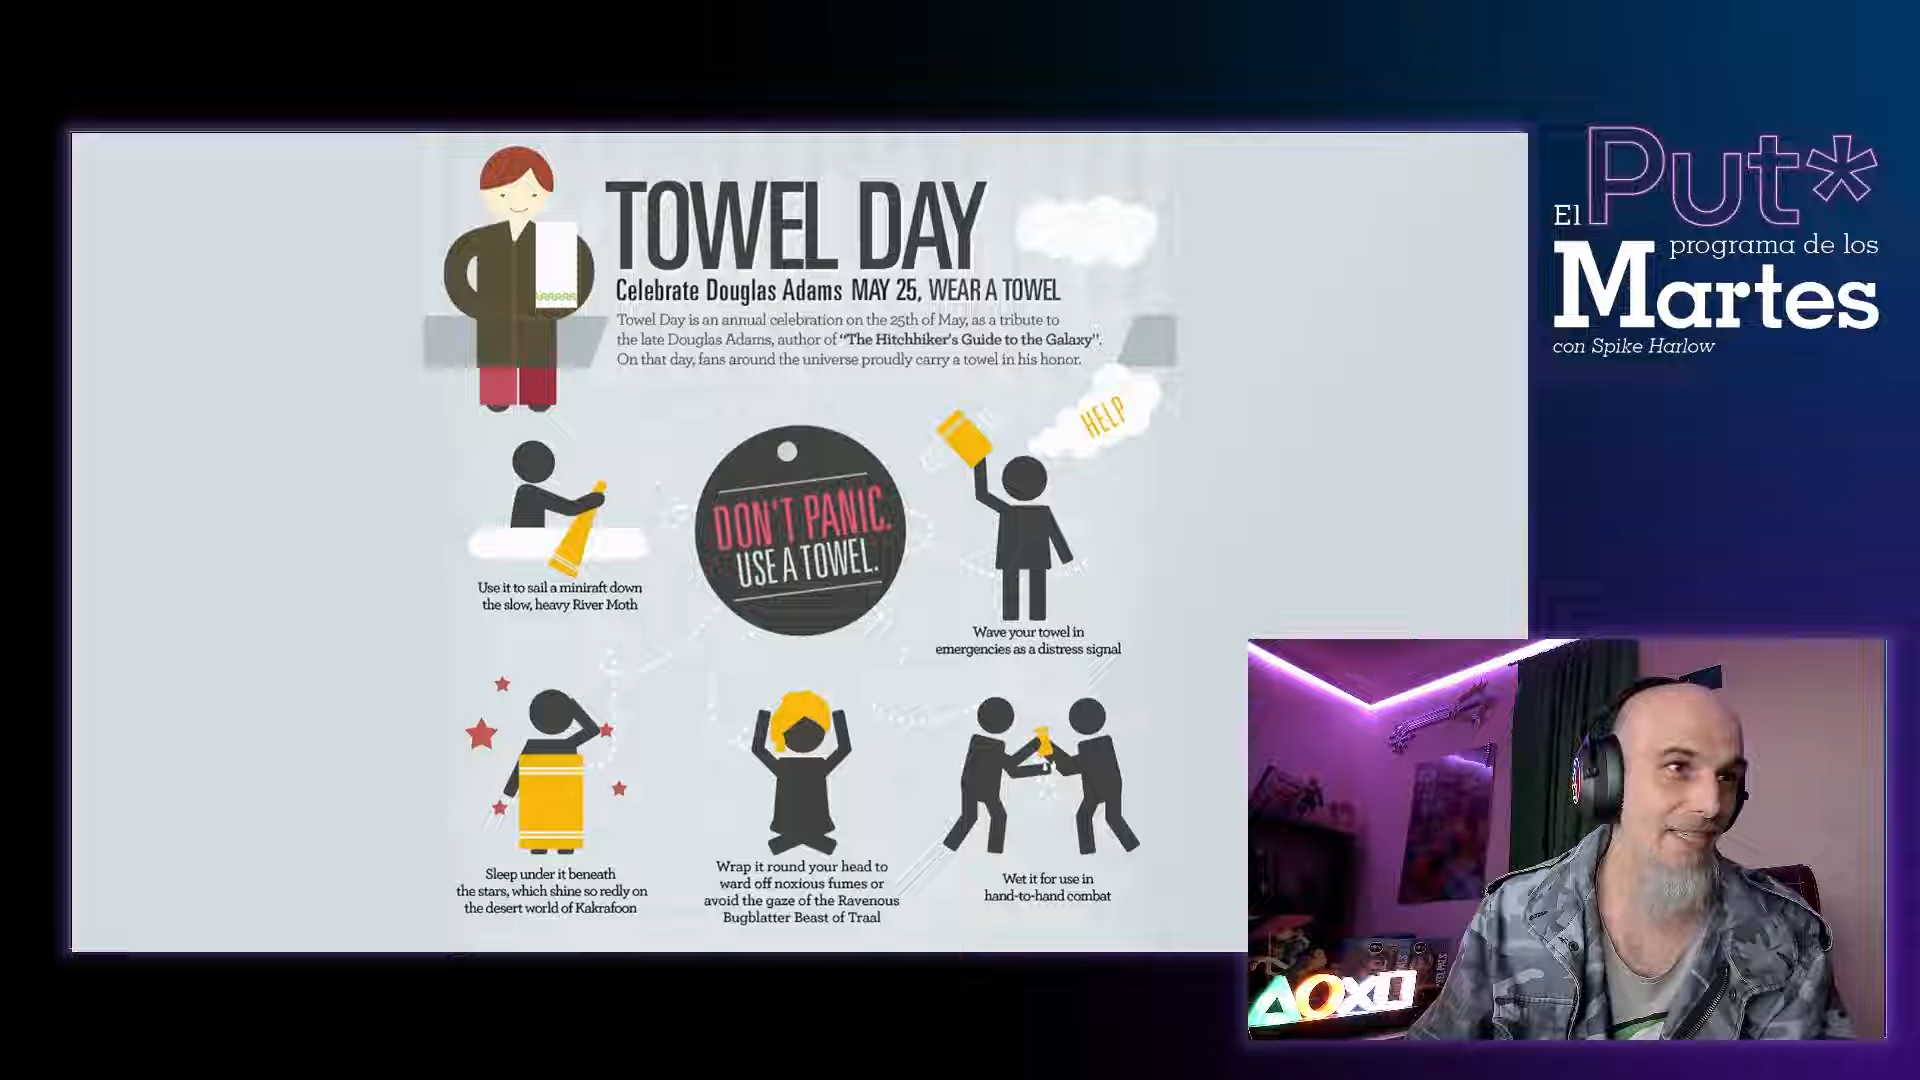 TOWEL DAY
Celebrate Douglas Adams MAY 25, WEAR A TOWEL
Towel Day is an annual celebration on the 25th of May, as a tribute to
the late Douglas Adams, author of "The Hitchhiker's Guide to the Galaxy".
On that day, fans around the universe proudly carry a towel in his honor.
HELP
DON'T PANIC.
USE A TOWEL.
Use it to sail a miniraft down
the slow, heavy River Moth
Wave your towel in
emergencies as a distress signal
Sleep under it beneath
the stars, which shine so redly on
the desert world of Kakrafoon
Wrap it round your head to
ward off noxious fumes or
avoid the gaze of the Ravenous
Bugblatter Beast of Traal
Wet it for use in
hand-to-hand combat
El Put*
programa de los
Martes
con Spike Harlow